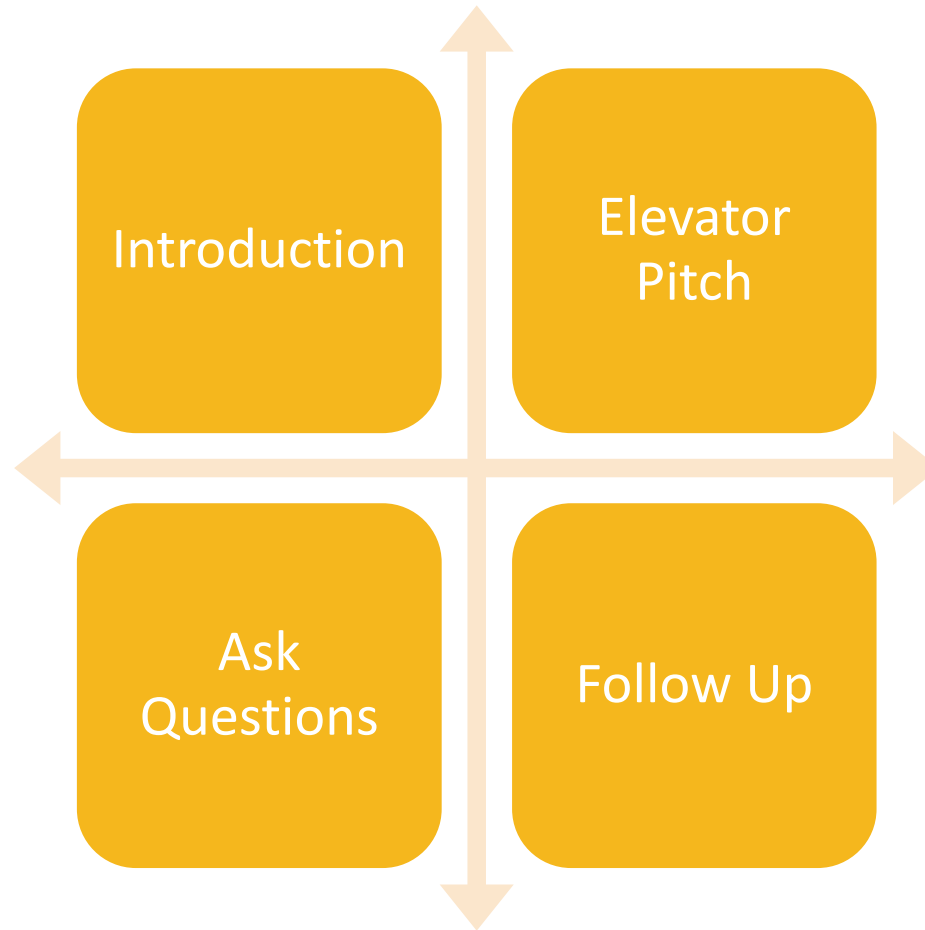 Introduction
Elevator
Pitch
Ask
Questions
Follow Up